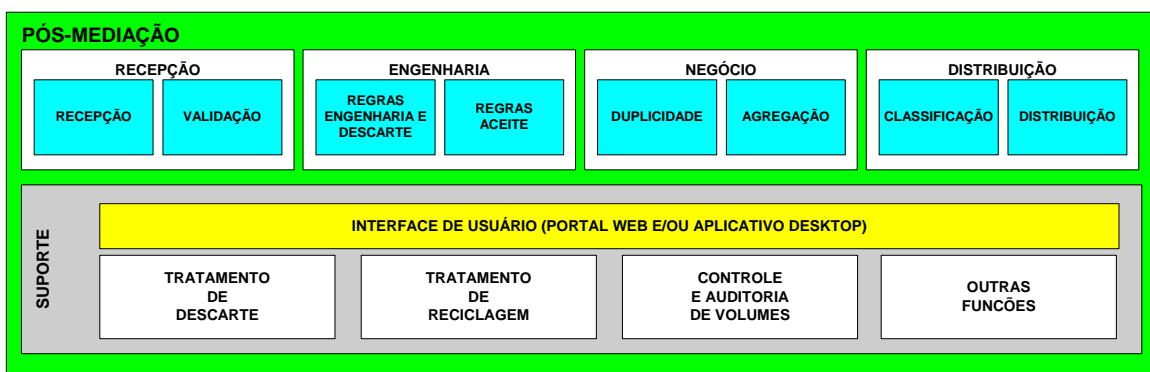 PÓS-MEDIAÇÃO
RECEPÇÃO
RECEPÇÃO
VALIDAÇÃO
ENGENHARIA
REGRAS
ENGENHARIA E
DESCARTE
REGRAS
ACEITE
NEGÓCIO
DUPLICIDADE
AGREGAÇÃO
DISTRIBUIÇÃO
CLASSIFICAÇÃO
DISTRIBUIÇÃO
SUPORTE
INTERFACE DE USUÁRIO (PORTAL WEB E/OU APLICATIVO DESKTOP)
TRATAMENTO
DE
DESCARTE
TRATAMENTO
DE
RECICLAGEM
CONTROLE
E AUDITORIA
DE VOLUMES
OUTRAS
FUNCÕES